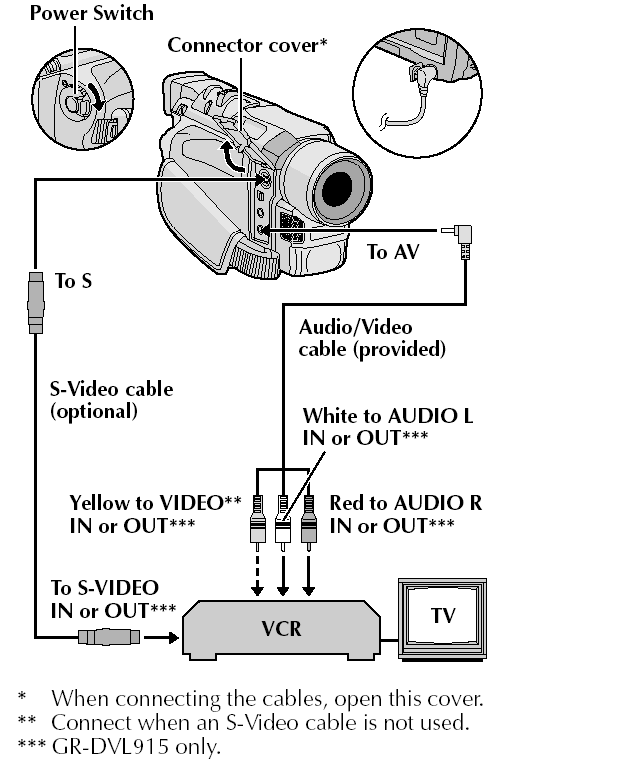 Power Switch
Connector cover*
To AV
To S
Audio/Video
cable (provided)
S-Video cable
(optional)
White to AUDIO L
IN or OUT***
Yellow to VIDEO**
IN or OUT***
Red to AUDIO R
IN or OUT***
To S-VIDEO
IN or OUT***
VCR
TV
* When connecting the cables, open this cover.
** Connect when an S-Video cable is not used.
*** GR-DVL915 only.